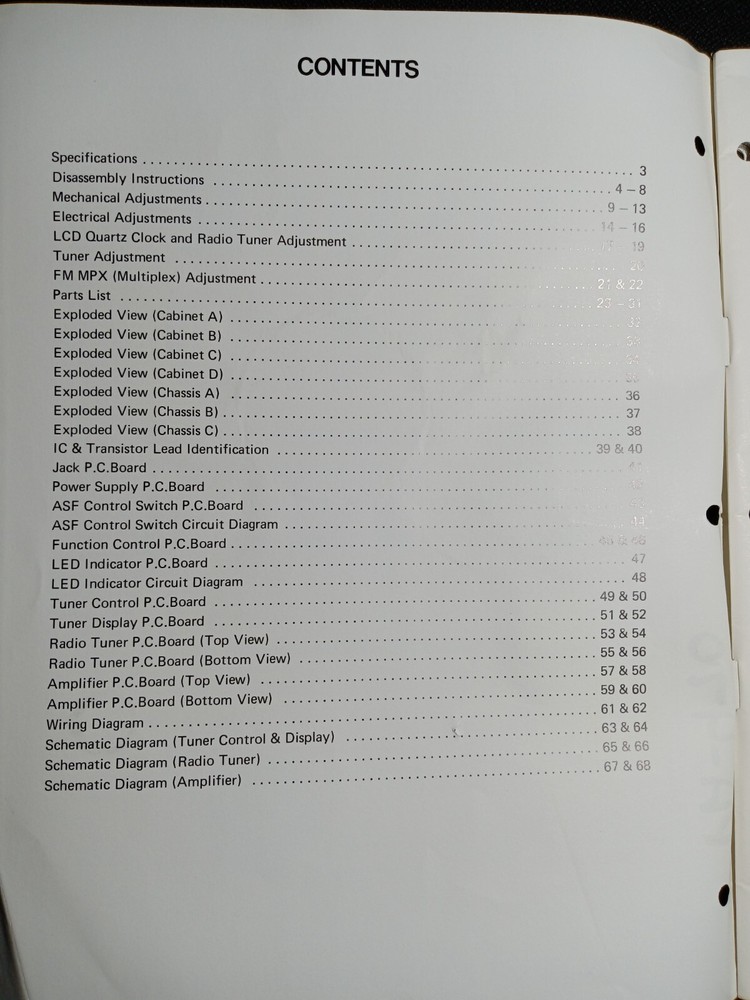 CONTENTS
Specifications . . . . . . . . . . 3
Disassembly Instructions . . . . . . . . . . 4 – 8
Mechanical Adjustments . . . . . . . . . . 9 – 13
Electrical Adjustments . . . . . . . . . . 14 – 16
LCD Quartz Clock and Radio Tuner Adjustment . . . . . . . . . . 19
Tuner Adjustment . . . . . . . . . .
FM MPX (Multiplex) Adjustment . . . . . . . . . . 21 & 22
Parts List . . . . . . . . . . 23 – 31
Exploded View (Cabinet A) . . . . . . . . . .
Exploded View (Cabinet B) . . . . . . . . . .
Exploded View (Cabinet C) . . . . . . . . . .
Exploded View (Cabinet D) . . . . . . . . . .
Exploded View (Chassis A) . . . . . . . . . . 36
Exploded View (Chassis B) . . . . . . . . . . 37
Exploded View (Chassis C) . . . . . . . . . . 38
IC & Transistor Lead Identification . . . . . . . . . . 39 & 40
Jack P.C.Board . . . . . . . . . .
Power Supply P.C.Board . . . . . . . . . .
ASF Control Switch P.C.Board . . . . . . . . . .
ASF Control Switch Circuit Diagram . . . . . . . . . . 44
Function Control P.C.Board . . . . . . . . . .
LED Indicator P.C.Board . . . . . . . . . . 47
LED Indicator Circuit Diagram . . . . . . . . . . 48
Tuner Control P.C.Board . . . . . . . . . . 49 & 50
Tuner Display P.C.Board . . . . . . . . . . 51 & 52
Radio Tuner P.C.Board (Top View) . . . . . . . . . . 53 & 54
Radio Tuner P.C.Board (Bottom View) . . . . . . . . . . 55 & 56
Amplifier P.C.Board (Top View) . . . . . . . . . . 57 & 58
Amplifier P.C.Board (Bottom View) . . . . . . . . . . 59 & 60
Wiring Diagram . . . . . . . . . . 61 & 62
Schematic Diagram (Tuner Control & Display) . . . . . . . . . . 63 & 64
Schematic Diagram (Radio Tuner) . . . . . . . . . . 65 & 66
Schematic Diagram (Amplifier) . . . . . . . . . . 67 & 68